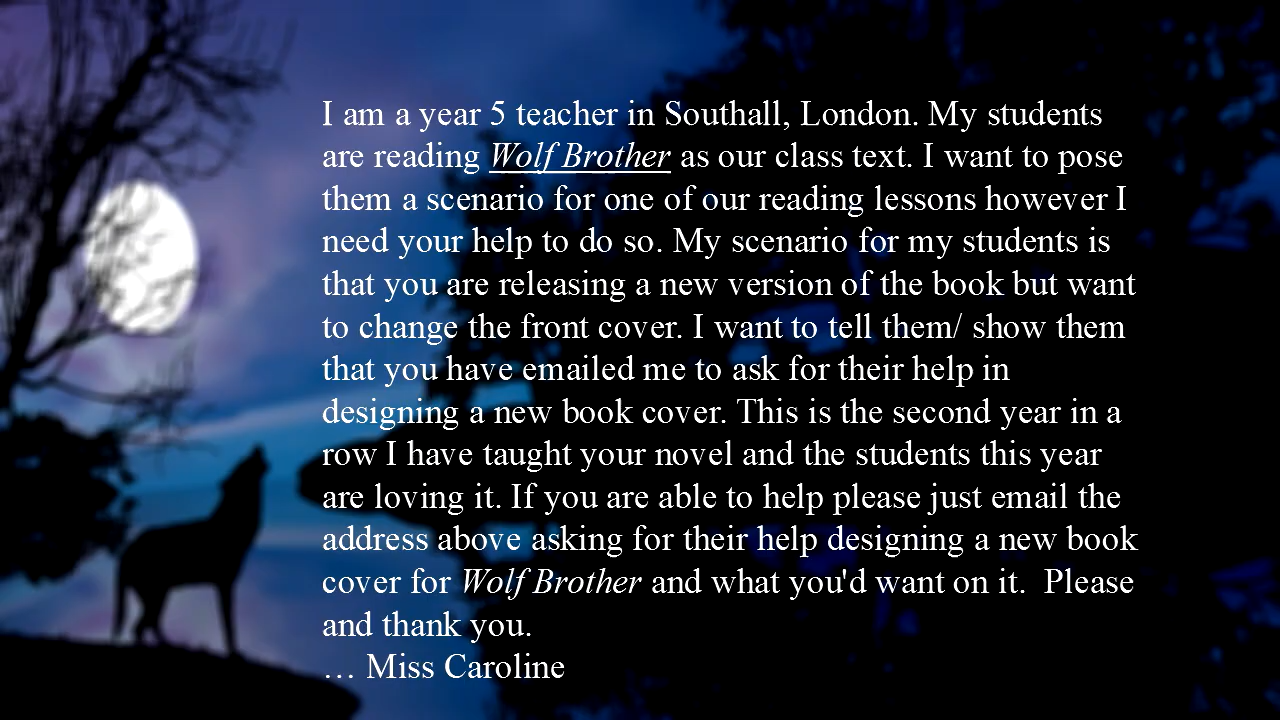 I am a year 5 teacher in Southall, London. My students
are reading Wolf Brother as our class text. I want to pose
them a scenario for one of our reading lessons however I
need your help to do so. My scenario for my students is
that you are releasing a new version of the book but want
to change the front cover. I want to tell them/ show them
that you have emailed me to ask for their help in
designing a new book cover. This is the second year in a
row I have taught your novel and the students this year
are loving it. If you are able to help please just email the
address above asking for their help designing a new book
cover for Wolf Brother and what you'd want on it.  Please
and thank you.
… Miss Caroline